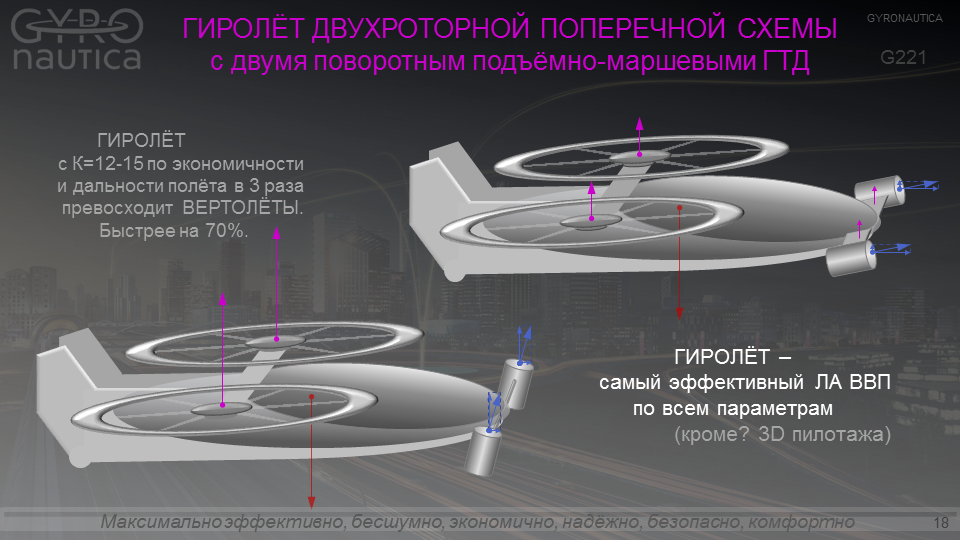 GYRO
nautica
ГИРОЛЁТ ДВУХРОТОРНОЙ ПОПЕРЕЧНОЙ СХЕМЫ
с двумя поворотным подъёмно-маршевыми ГТД
GYRONAUTICA
G221
ГИРОЛЁТ
с К=12-15 по экономичности
и дальности полёта в 3 раза
превосходит ВЕРТОЛЁТЫ.
Быстрее на 70%.
ГИРОЛЁТ –
самый эффективный ЛА ВВП
по всем параметрам
(кроме? 3D пилотажа)
Максимально эффективно, бесшумно, экономично, надёжно, безопасно, комфортно
18